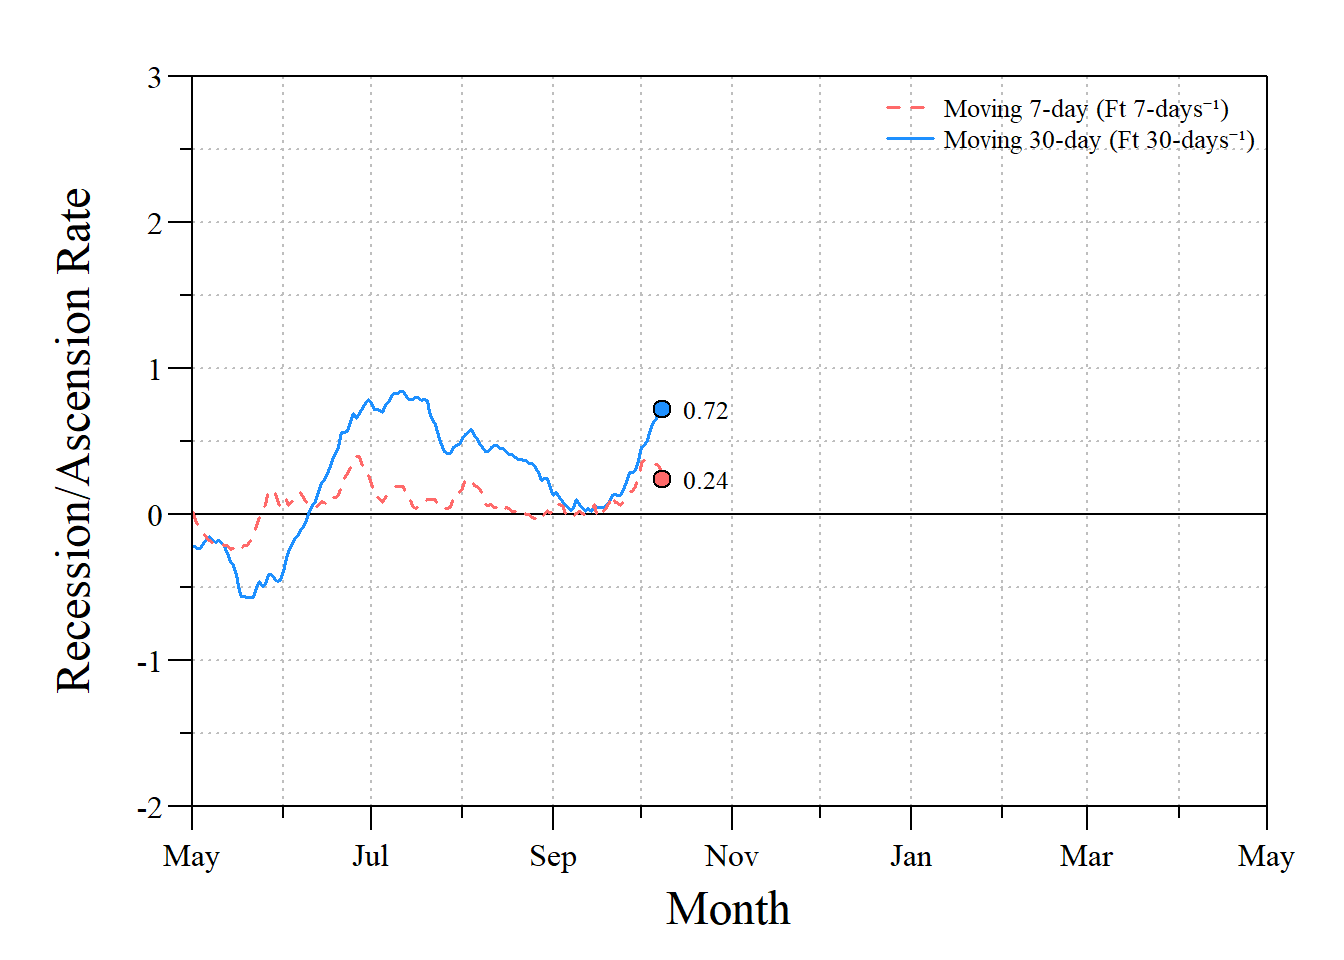 3
2
1
0
-1
-2
Recession/Ascension Rate
Moving 7-day (Ft 7-days⁻¹)
Moving 30-day (Ft 30-days⁻¹)
0.72
0.24
May Jul Sep Nov Jan Mar May
Month